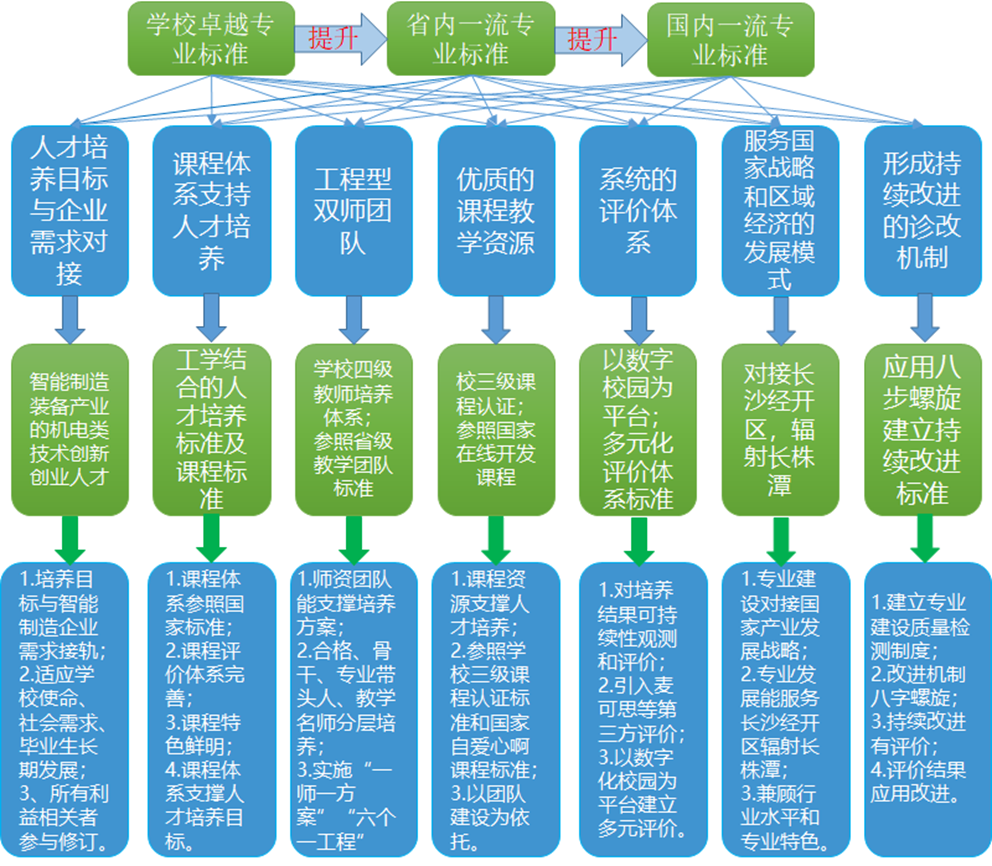 学校卓越专
业标准
提升
省内一流专
业标准
提升
国内一流专
业标准
人才培
养目标
与企业
需求对
接
课程体
系支持
人才培
养
工程型
双师团
队
优质的
课程教
学资源
系统的
评价体
系
服务国
家战略
和区域
经济的
发展模
式
形成持
续改进
的诊改
机制
智能制造
装备产业
的机电类
技术创新
创业人才
工学结
合的人
才培养
标准及
课程标
准
学校四级
教师培养
体系；
参照省级
教学团队
标准
校三级课
程认证；
参照国家
在线开发
课程
以数字
校园为
平台；
多元化
评价体
系标准
对接长
沙经开
区，辐
射长株
潭
应用八
步螺旋
建立持
续改进
标准
1.培养目
标与智能
制造企业
需求接轨；
2.适应学
校使命、
社会需求、
毕业生长
期发展；
3、所有利
益相关者
参与修订。
1.课程体
系参照国
家标准；
2.课程评
价体系完
善；
3.课程特
色鲜明；
4.课程体
系支撑人
才培养目
标。
1.师资团队
能支撑培养
方案；
2.合格、骨
干、专业带
头人、教学
名师分层培
养；
3.实施“一
师一方
案”“六个
一工程”
1.课程资
源支撑人
才培养；
2.参照学
校三级课
程认证标
准和国家
自爱心啊
课程标准；
3.以团队
建设为依
托。
1.对培养
结果可持
续性观测
和评价；
2.引入麦
可思等第
三方评价；
3.以数字
化校园为
平台建立
多元评价。
1.专业建
设对接国
家产业发
展战略；
2.专业发
展能服务
长沙经开
区辐射长
株潭；
3.兼顾行
业水平和
专业特色。
1.建立专业
建设质量检
测制度；
2.改进机制
八字螺旋；
3.持续改进
有评价；
4.评价结果
应用改进。